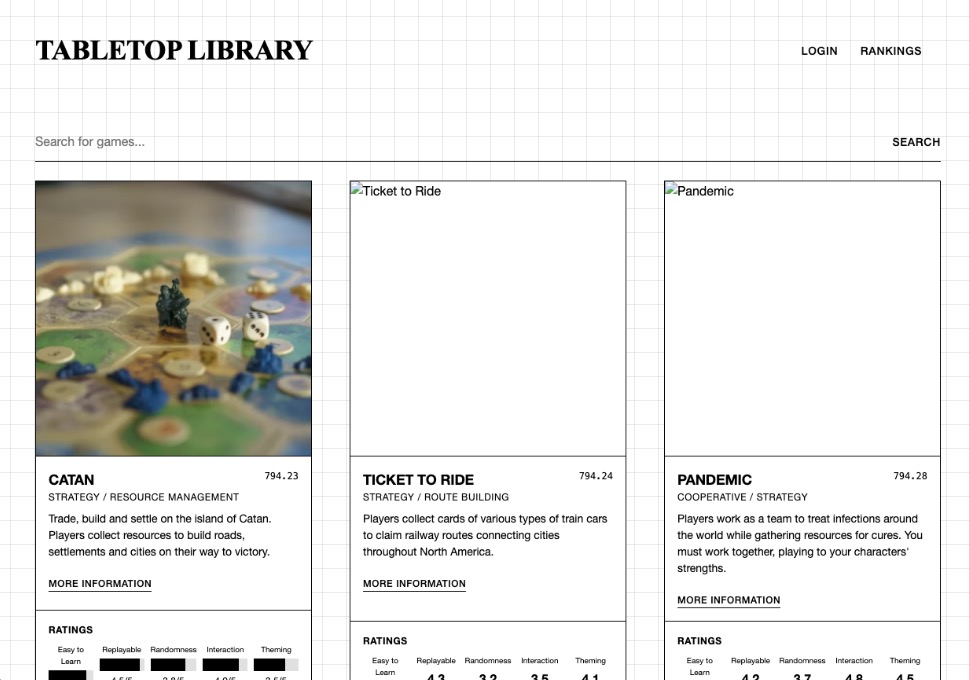 TABLETOP LIBRARY
LOGIN RANKINGS
Search for games...
SEARCH
Ticket to Ride
Pandemic
CATAN
794.23
STRATEGY / RESOURCE MANAGEMENT
Trade, build and settle on the island of Catan.
Players collect resources to build roads,
settlements and cities on their way to victory.
MORE INFORMATION
RATINGS
Easy to
Learn
Replayable
Randomness
Interaction
Theming
TICKET TO RIDE
794.24
STRATEGY / ROUTE BUILDING
Players collect cards of various types of train cars
to claim railway routes connecting cities
throughout North America.
MORE INFORMATION
RATINGS
Easy to
Learn
Replayable
Randomness
Interaction
Theming
4.3
3.2
3.5
4.1
PANDEMIC
794.28
COOPERATIVE / STRATEGY
Players work as a team to treat infections around
the world while gathering resources for cures. You
must work together, playing to your characters'
strengths.
MORE INFORMATION
RATINGS
Easy to
Learn
Replayable
Randomness
Interaction
Theming
4.2
3.7
4.8
4.5